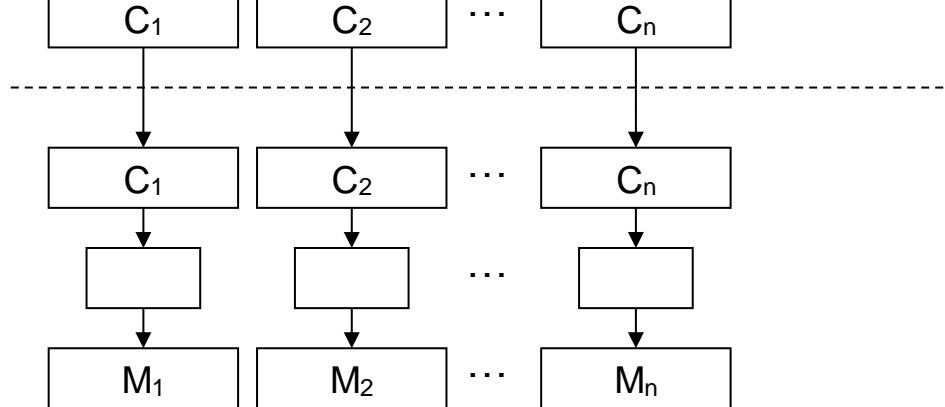 C₁ C₂ ... Cₙ
C₁ C₂ ... Cₙ
...
M₁ M₂ ... Mₙ